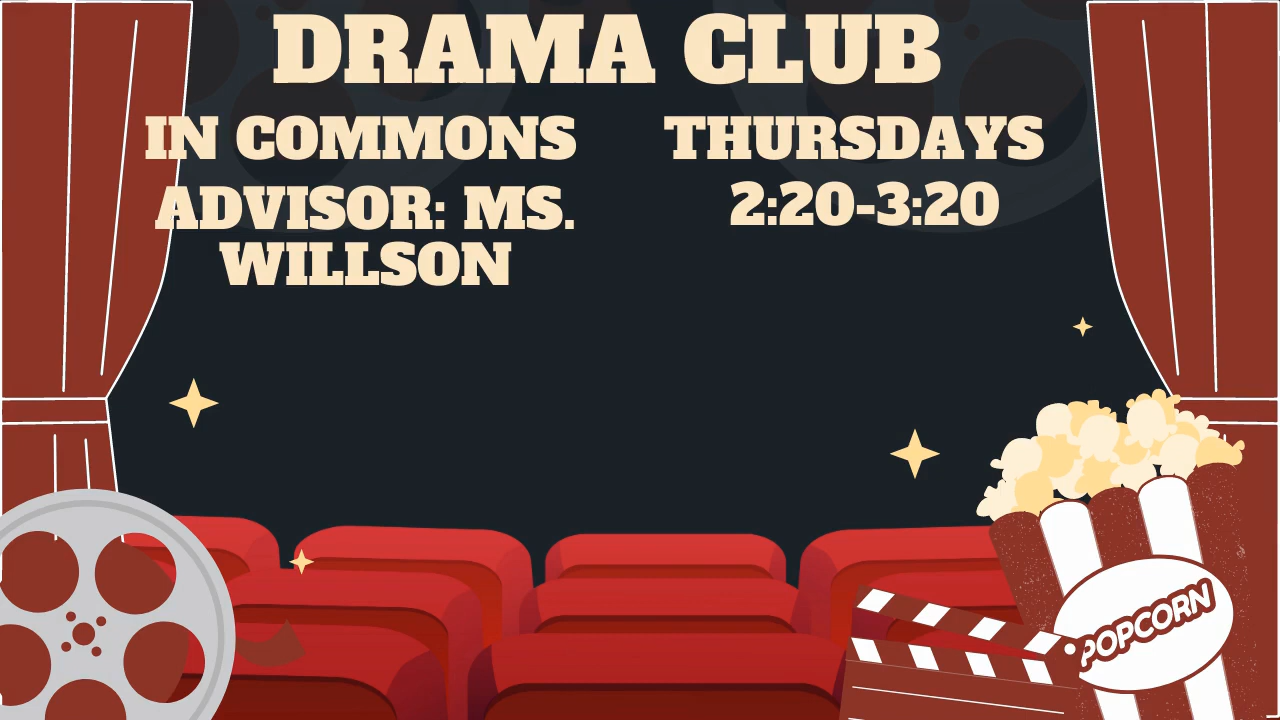 DRAMA CLUB
IN COMMONS
ADVISOR: MS.
WILLSON
THURSDAYS
2:20-3:20
POPCORN